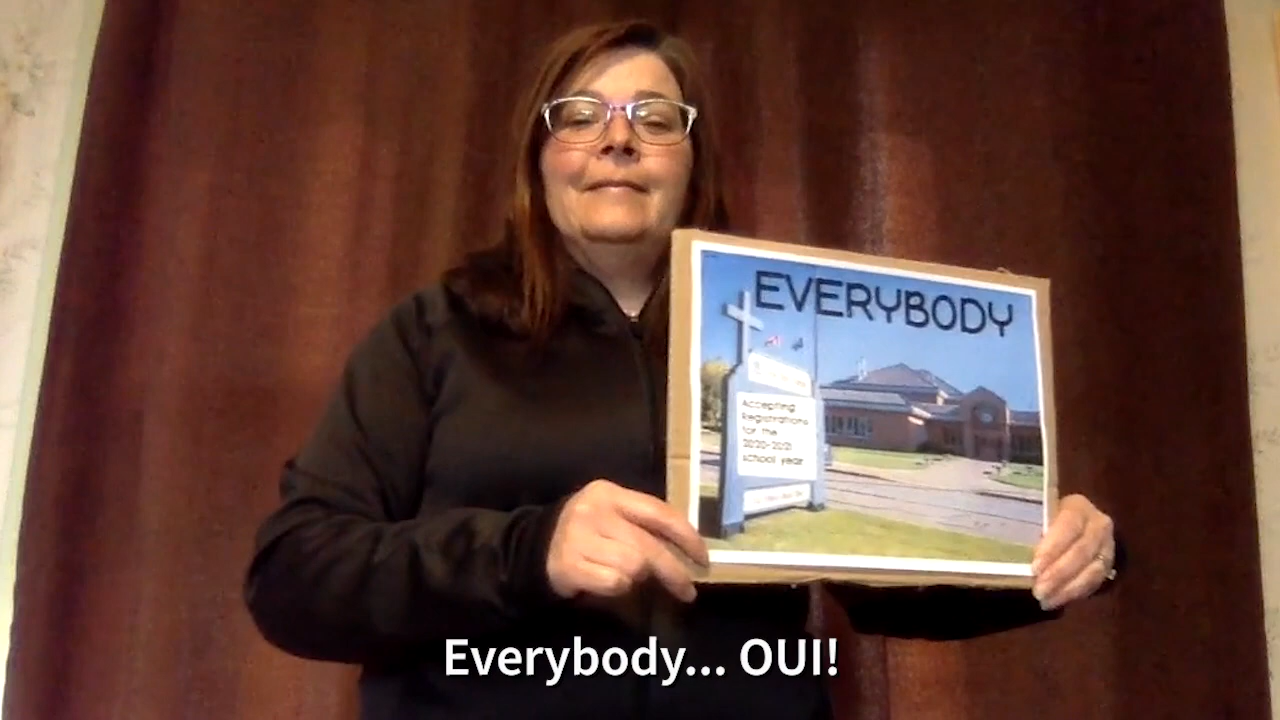 EVERYBODY
Accepting
Registrations
for the
2020-2021
school year
Everybody... OUI!